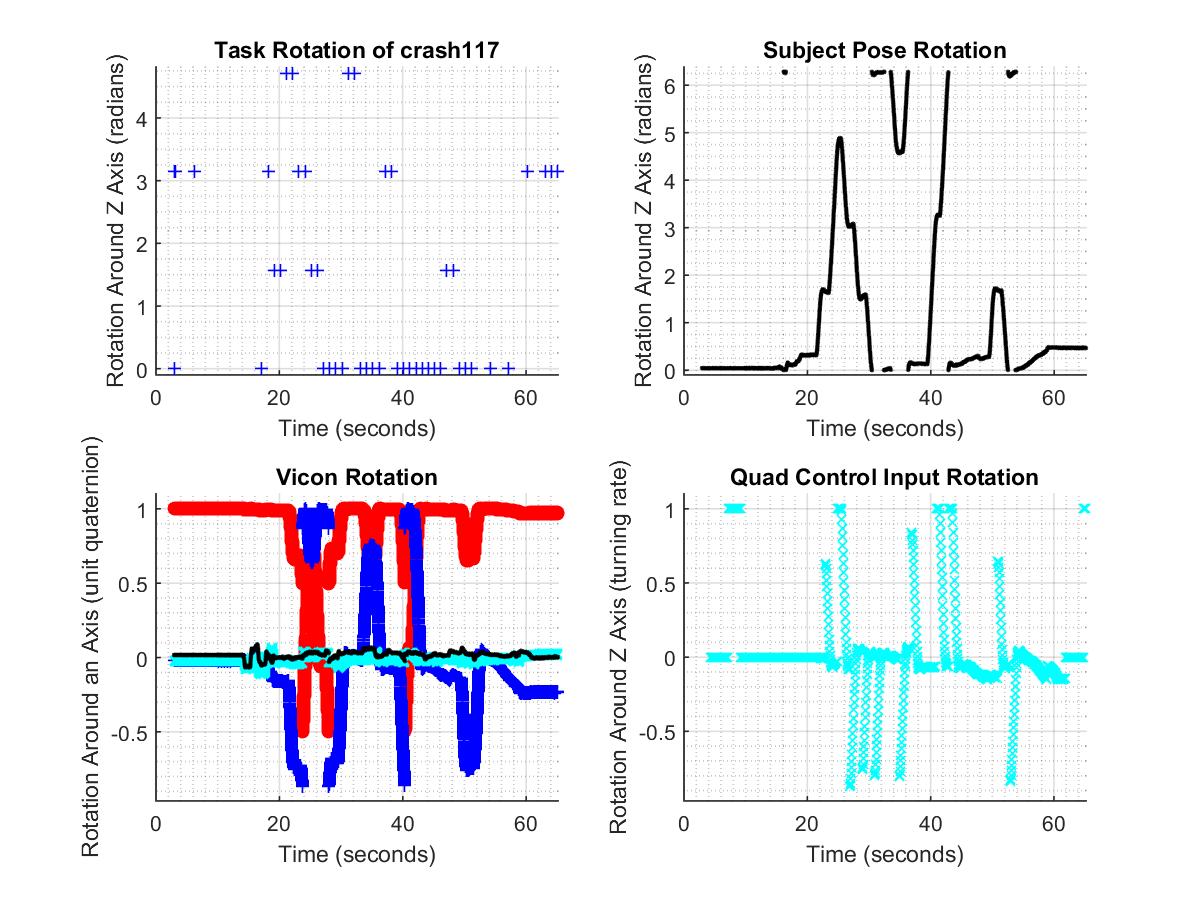 Task Rotation of crash117
Rotation Around Z Axis (radians)
4
3
2
1
0
0 20 40 60
Time (seconds)
Subject Pose Rotation
Rotation Around Z Axis (radians)
6
5
4
3
2
1
0
0 20 40 60
Time (seconds)
Vicon Rotation
Rotation Around an Axis (unit quaternion)
1
0.5
0
-0.5
0 20 40 60
Time (seconds)
Quad Control Input Rotation
Rotation Around Z Axis (turning rate)
1
0.5
0
-0.5
0 20 40 60
Time (seconds)